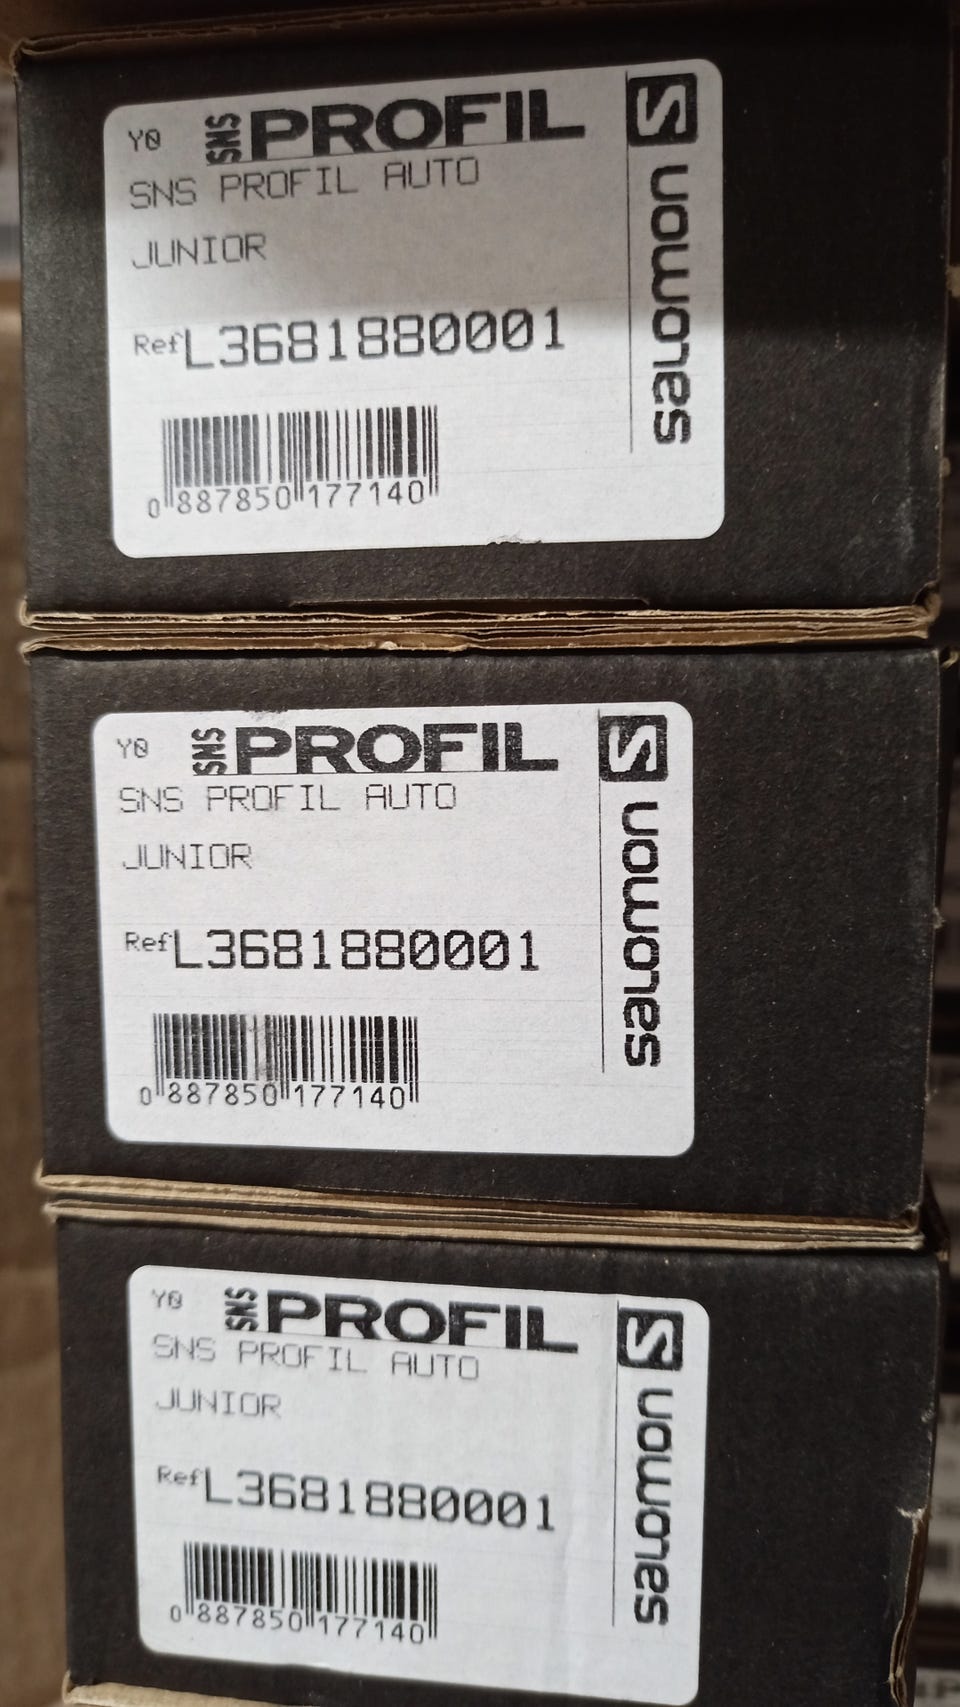 Y0 SNS PROFIL
SNS PROFIL AUTO
JUNIOR
Ref L3681880001
0 887850 177140
S salomon
Y0 SNS PROFIL
SNS PROFIL AUTO
JUNIOR
Ref L3681880001
0 887850 177140
S salomon
Y0 SNS PROFIL
SNS PROFIL AUTO
JUNIOR
Ref L3681880001
0 887850 177140
S salomon